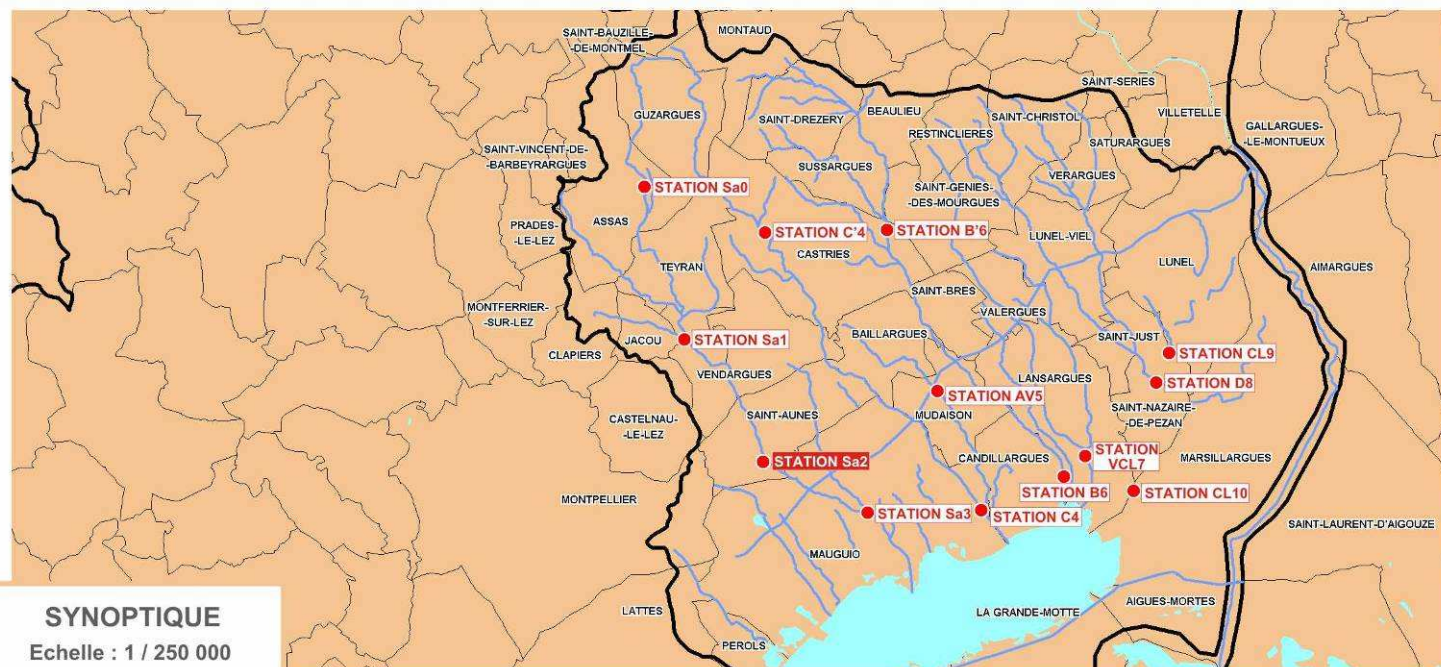 SAINT-BAUZILLE-
-DE-MONTMEL
MONTAUD
SAINT-SERIES
VILLETELLE
GALLARGUES-
-LE-MONTUEUX
GUZARGUES
SAINT-DREZERY
BEAULIEU
RESTINCLIERES
SAINT-CHRISTOL
SATURARGUES
SAINT-VINCENT-DE-
-BARBEYRARGUES
SUSSARGUES
VERARGUES
STATION Sa0
SAINT-GENIES-
-DES-MOURGUES
PRADES-
-LE-LEZ
ASSAS
STATION C'4
STATION B'6
LUNEL-VIEL
CASTRIES
LUNEL
AIMARGUES
TEYRAN
SAINT-BRES
MONTFERRIER-
-SUR-LEZ
VALERGUES
JACOU
STATION Sa1
BAILLARGUES
SAINT-JUST
CLAPIERS
STATION CL9
VENDARGUES
LANSARGUES
STATION D8
STATION AV5
CASTELNAU-
-LE-LEZ
SAINT-AUNES
MUDAISON
SAINT-NAZAIRE-
-DE-PEZAN
STATION Sa2
CANDILLARGUES
STATION
VCL7
MARSILLARGUES
MONTPELLIER
STATION B6
STATION CL10
STATION Sa3
STATION C4
SAINT-LAURENT-D'AIGOUZE
MAUGUIO
LATTES
LA GRANDE-MOTTE
AIGUES-MORTES
PEROLS
SYNOPTIQUE
Echelle : 1 / 250 000